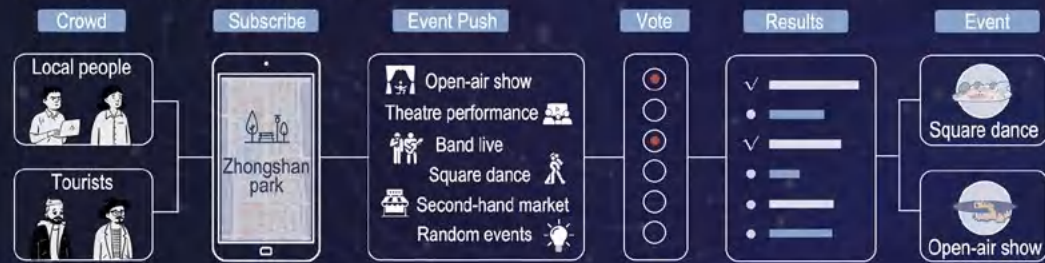 Crowd
Subscribe
Event Push
Vote
Results
Event
Local people
Tourists
Zhongshan
park
Open-air show
Theatre performance
Band live
Square dance
Second-hand market
Random events
Square dance
Open-air show